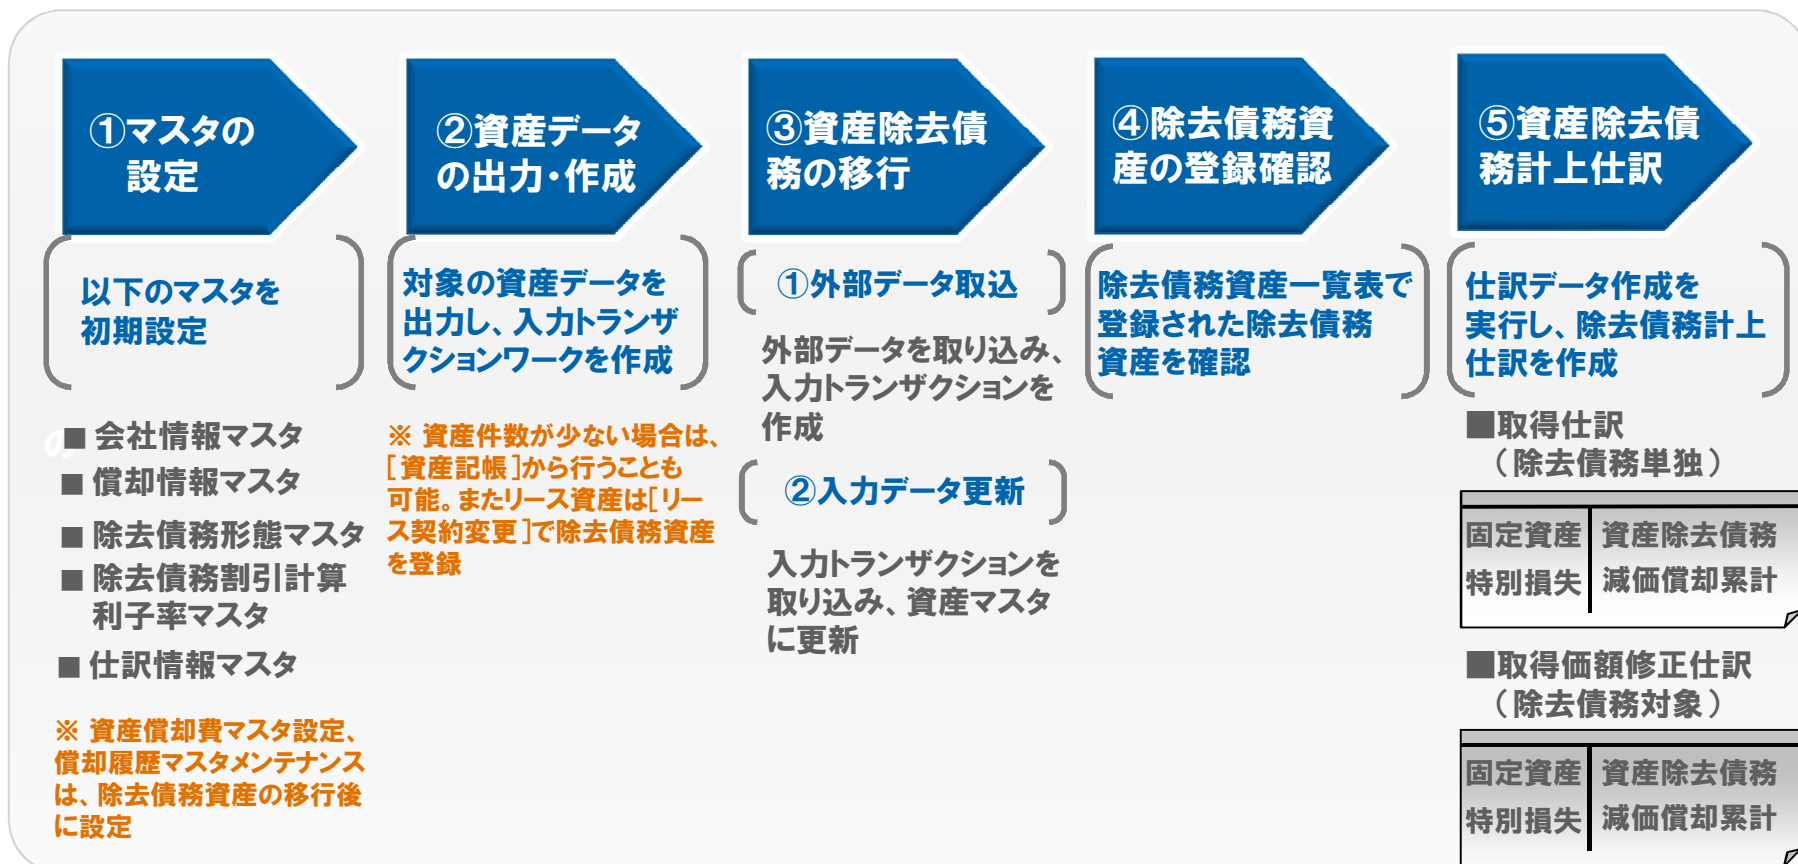 ①マスタの
設定
以下のマスタを
初期設定
■ 会社情報マスタ
■ 償却情報マスタ
■ 除去債務形態マスタ
■ 除去債務割引計算
利子率マスタ
■ 仕訳情報マスタ
※ 資産償却費マスタ設定、
償却履歴マスタメンテナンス
は、除去債務資産の移行後
に設定
②資産データ
の出力・作成
対象の資産データを
出力し、入力トランザ
クションワークを作成
※ 資産件数が少ない場合は、
［資産記帳］から行うことも
可能。またリース資産は［リー
ス契約変更］で除去債務資産
を登録
③資産除去債
務の移行
①外部データ取込
外部データを取り込み、
入力トランザクションを
作成
②入力データ更新
入力トランザクションを
取り込み、資産マスタ
に更新
④除去債務資
産の登録確認
除去債務資産一覧表で
登録された除去債務
資産を確認
⑤資産除去債
務計上仕訳
仕訳データ作成を
実行し、除去債務計上
仕訳を作成
■取得仕訳
（除去債務単独）
固定資産 資産除去債務
特別損失 減価償却累計
■取得価額修正仕訳
（除去債務対象）
固定資産 資産除去債務
特別損失 減価償却累計